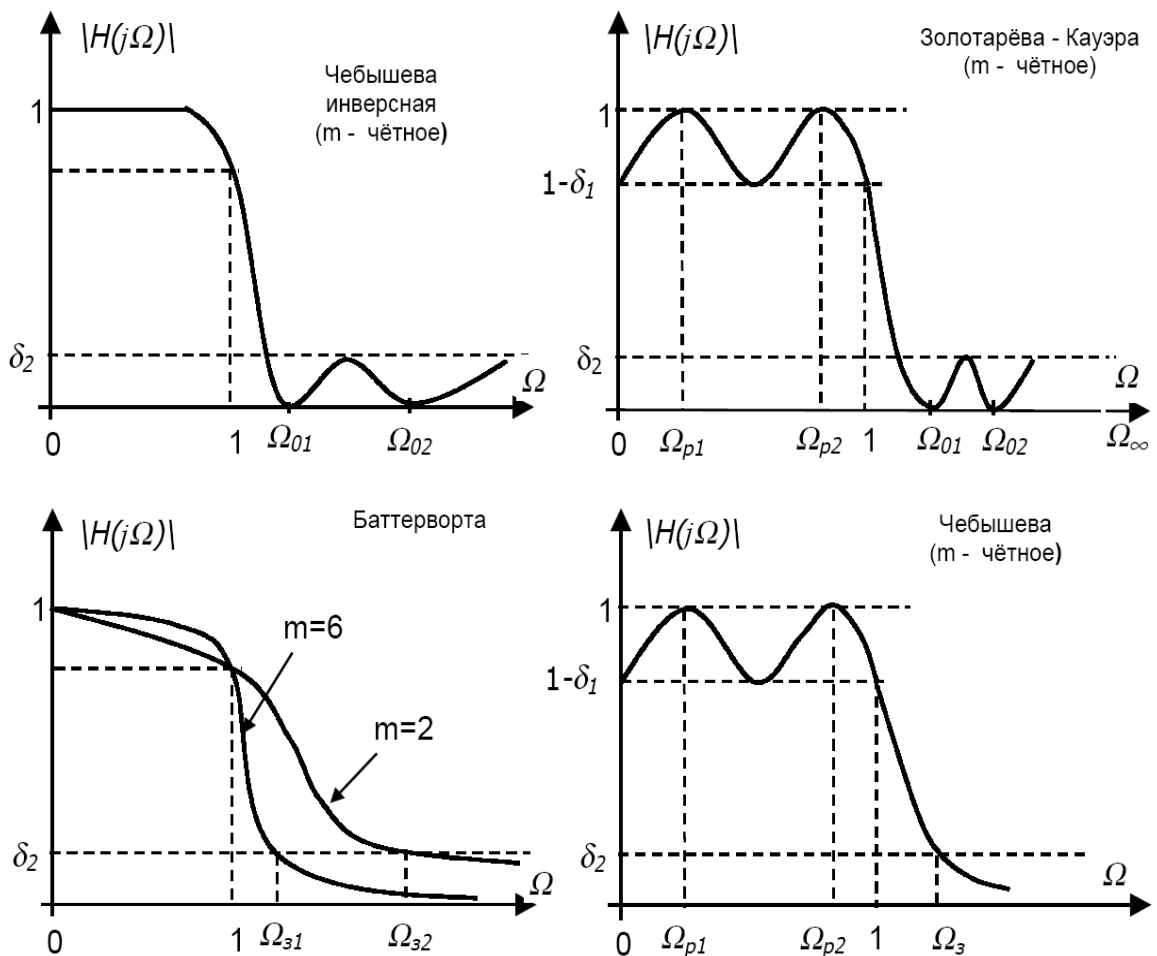 \H(jΩ)\
Чебышева
инверсная
(m - чётное)
1
δ2
Ω
0
1
Ω01
Ω02
\H(jΩ)\
Золотарёва - Кауэра
(m - чётное)
1
1-δ1
δ2
Ω
0
Ωp1
Ωp2
1
Ω01
Ω02
Ω∞
\H(jΩ)\
Баттерворта
1
m=6
m=2
δ2
Ω
0
1
Ωз1
Ωз2
\H(jΩ)\
Чебышева
(m - чётное)
1
1-δ1
δ2
Ω
0
Ωp1
Ωp2
1
Ωз